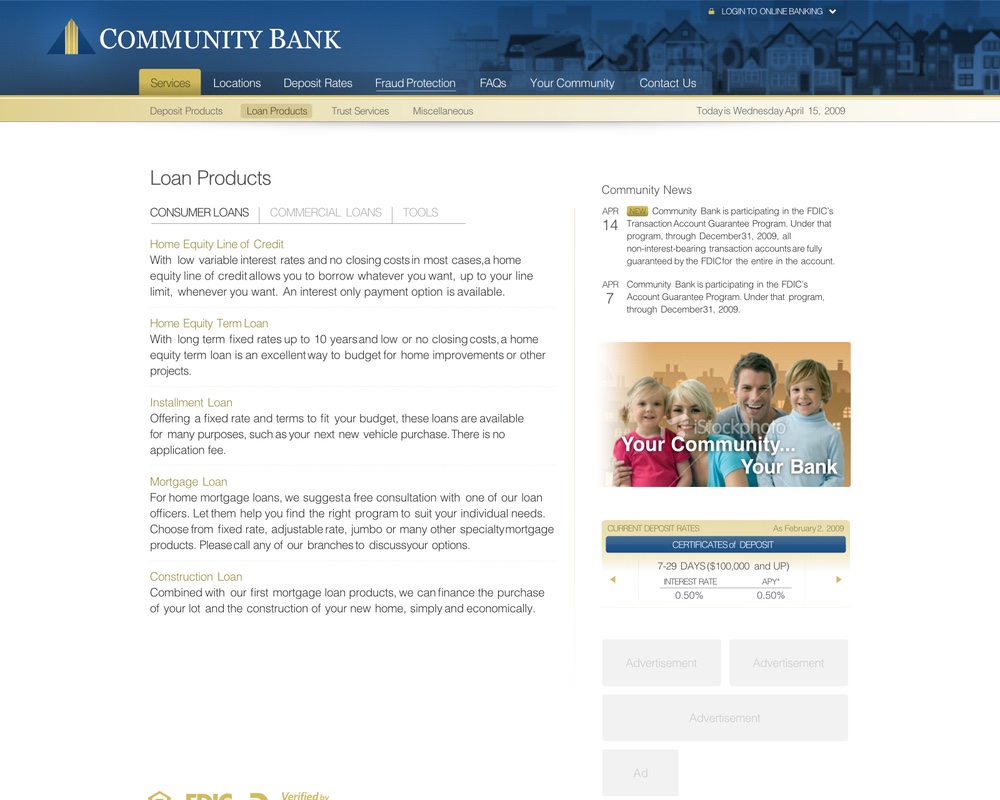 LOGIN TO ONLINE BANKING
COMMUNITY BANK
Services Locations Deposit Rates Fraud Protection FAQs Your Community Contact Us
Deposit Products Loan Products Trust Services Miscellaneous Today is Wednesday April 15, 2009
Loan Products
CONSUMER LOANS COMMERCIAL LOANS TOOLS
Home Equity Line of Credit
With low variable interest rates and no closing costs in most cases, a home
equity line of credit allows you to borrow whatever you want, up to your line
limit, whenever you want. An interest only payment option is available.
Home Equity Term Loan
With long term fixed rates up to 10 years and low or no closing costs, a home
equity term loan is an excellent way to budget for home improvements or other
projects.
Installment Loan
Offering a fixed rate and terms to fit your budget, these loans are available
for many purposes, such as your next new vehicle purchase. There is no
application fee.
Mortgage Loan
For home mortgage loans, we suggest a free consultation with one of our loan
officers. Let them help you find the right program to suit your individual needs.
Choose from fixed rate, adjustable rate, jumbo or many other specialty mortgage
products. Please call any of our branches to discuss your options.
Construction Loan
Combined with our first mortgage loan products, we can finance the purchase
of your lot and the construction of your new home, simply and economically.
Community News
APR
14
NEW Community Bank is participating in the FDIC's
Transaction Account Guarantee Program. Under that
program, through December 31, 2009, all
non-interest-bearing transaction accounts are fully
guaranteed by the FDIC for the entire in the account.
APR
7
Community Bank is participating in the FDIC's
Account Guarantee Program. Under that program,
through December 31, 2009.
iStockphoto
Your Community...
Your Bank
CURRENT DEPOSIT RATES As February 2, 2009
CERTIFICATES of DEPOSIT
7-29 DAYS ($100,000 and UP)
INTEREST RATE APY*
0.50% 0.50%
Advertisement Advertisement
Advertisement
Ad
FDIC
Verified by